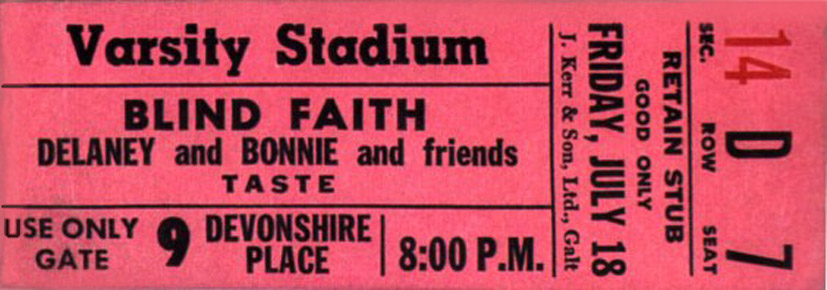 Varsity Stadium
BLIND FAITH
DELANEY and BONNIE and friends
TASTE
USE ONLY
GATE
9
DEVONSHIRE
PLACE
8:00 P.M.
J. Kerr & Son, Ltd., Galt
FRIDAY, JULY 18
GOOD ONLY
RETAIN STUB
SEC. ROW SEAT
14 D 7